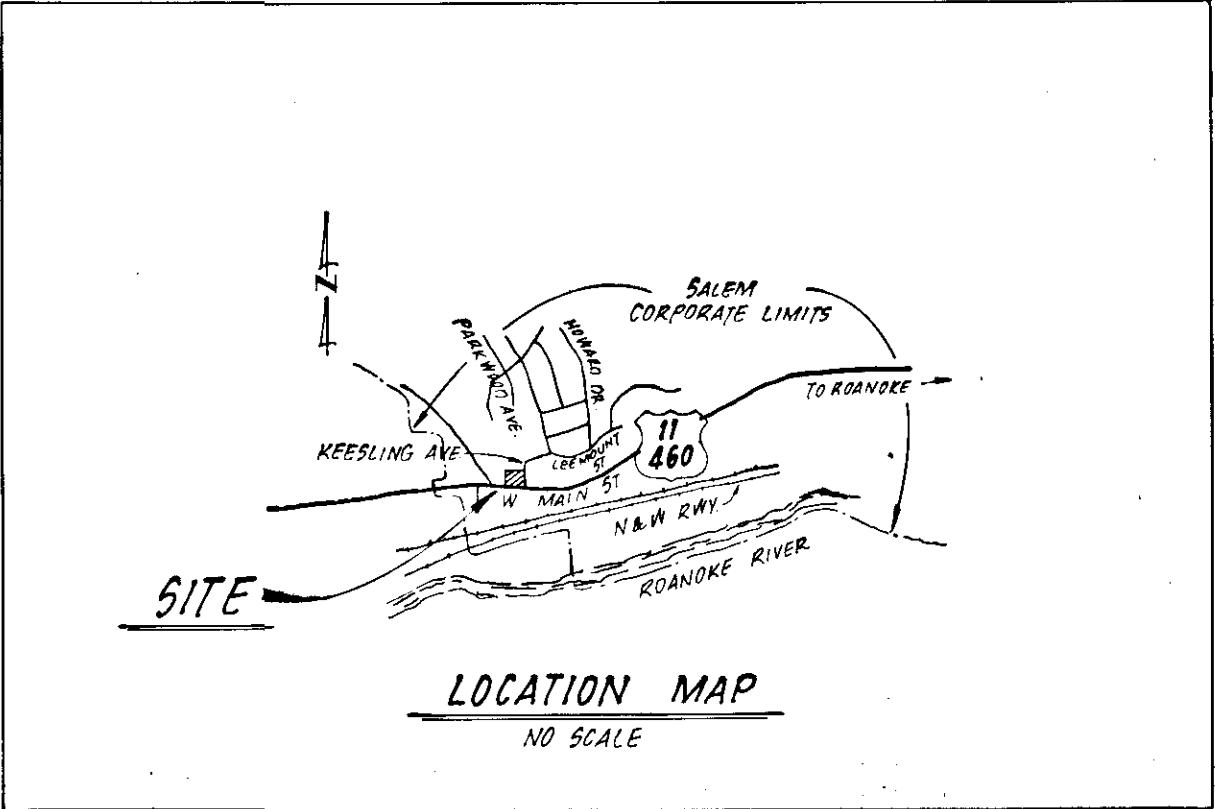 N
SALEM
CORPORATE LIMITS
PARKWOOD AVE.
HOWARD DR.
TO ROANOKE
KEESLING AVE
LEEMOUNT
ST
11
460
W MAIN ST
N&W RWY.
ROANOKE RIVER
SITE
LOCATION MAP
NO SCALE